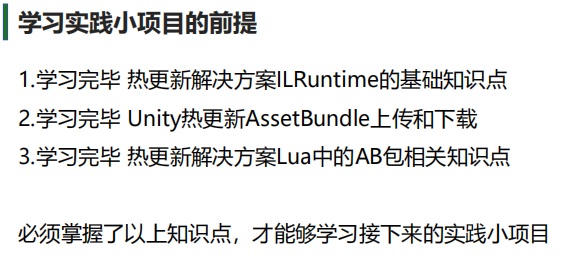 学习实践小项目的前提
1.学习完毕 热更新解决方案ILRuntime的基础知识点
2.学习完毕 Unity热更新AssetBundle上传和下载
3.学习完毕 热更新解决方案Lua中的AB包相关知识点
必须掌握了以上知识点，才能够学习接下来的实践小项目